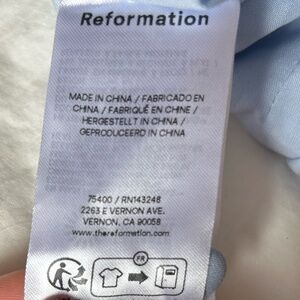 Reformation
MADE IN CHINA / FABRICADO EN
CHINA / FABRIQUÉ EN CHINE /
HERGESTELLT IN CHINA /
GEPRODUCEERD IN CHINA
75400 / RN143248
2263 E VERNON AVE.
VERNON, CA 90058
www.thereformation.com
FR